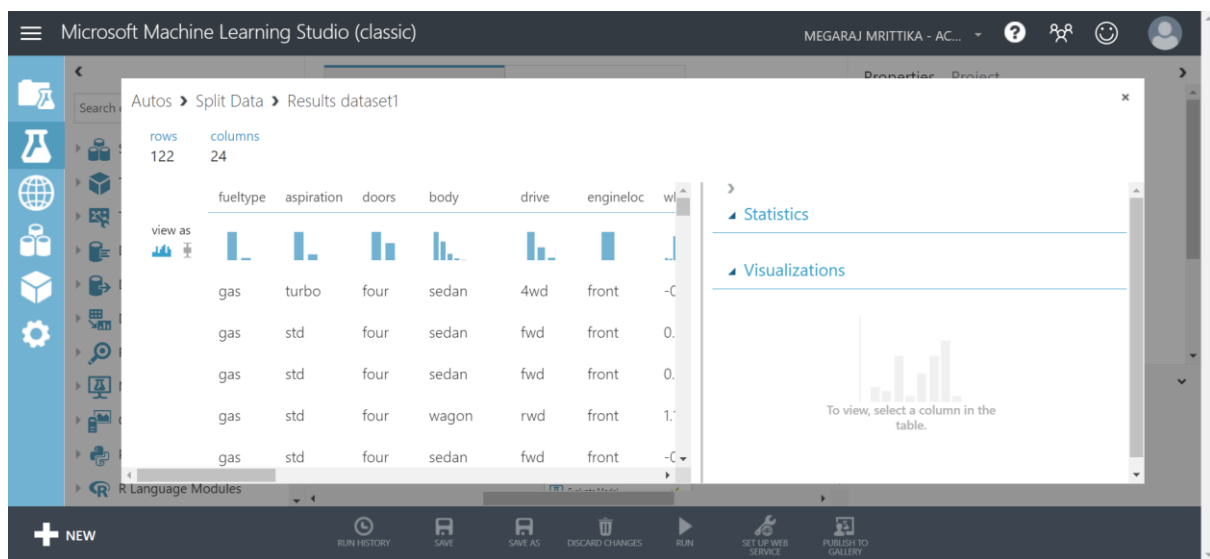 Microsoft Machine Learning Studio (classic)
MEGARAJ MRITTIKA - AC...
Properties Project
Search
Autos > Split Data > Results dataset1
rows columns
122 24
fueltype aspiration doors body drive engineloc
view as
gas turbo four sedan 4wd front
gas std four sedan fwd front 0.
gas std four sedan fwd front 0.
gas std four wagon rwd front
gas std four sedan fwd front
Statistics
Visualizations
To view, select a column in the
table.
R Language Modules
NEW
RUN HISTORY
SAVE
SAVE AS
DISCARD CHANGES
RUN
SET UP WEB
SERVICE
PUBLISH TO
GALLERY